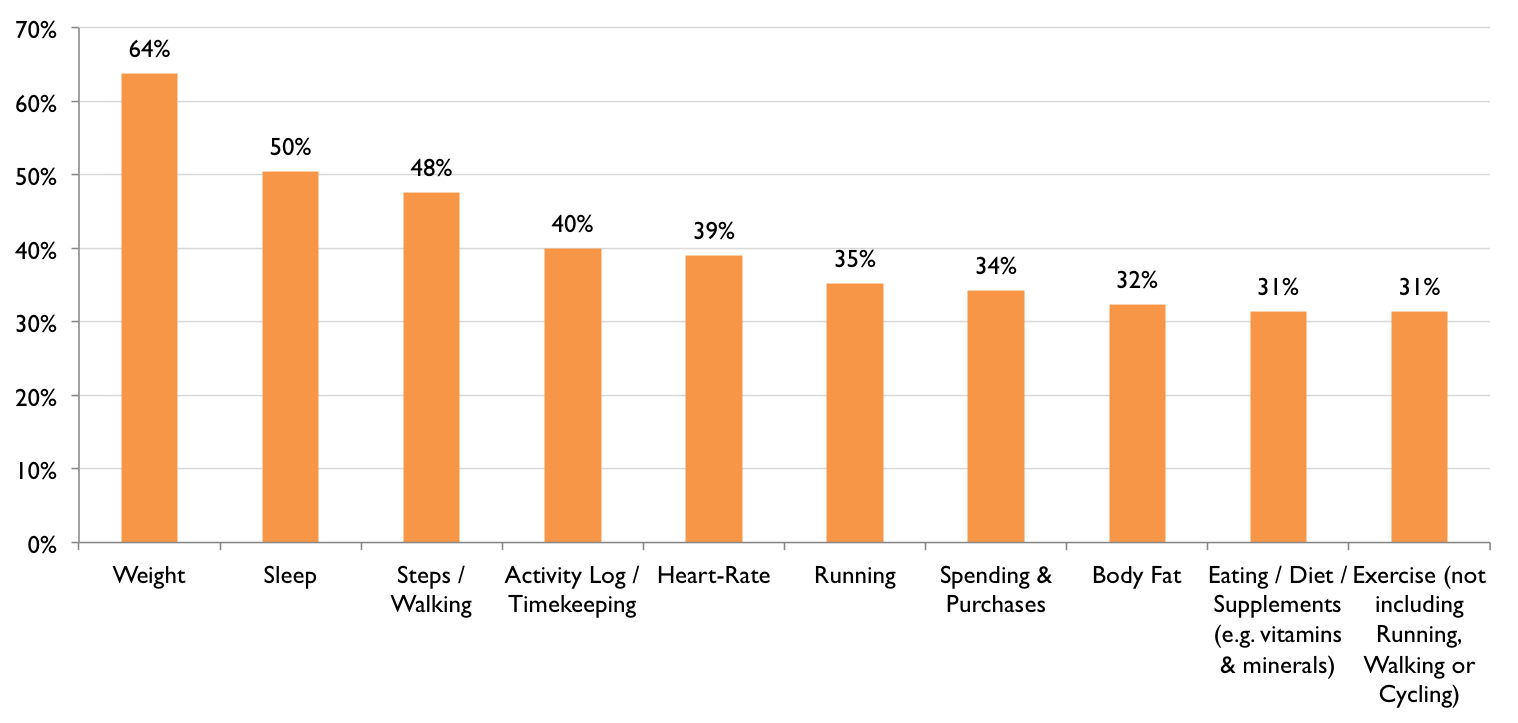 70%
60%
50%
40%
30%
20%
10%
0%
64%
50%
48%
40%
39%
35%
34%
32%
31%
31%
Weight
Sleep
Steps /
Walking
Activity Log /
Timekeeping
Heart-Rate
Running
Spending &
Purchases
Body Fat
Eating / Diet /
Supplements
(e.g. vitamins
& minerals)
Exercise (not
including
Running,
Walking or
Cycling)